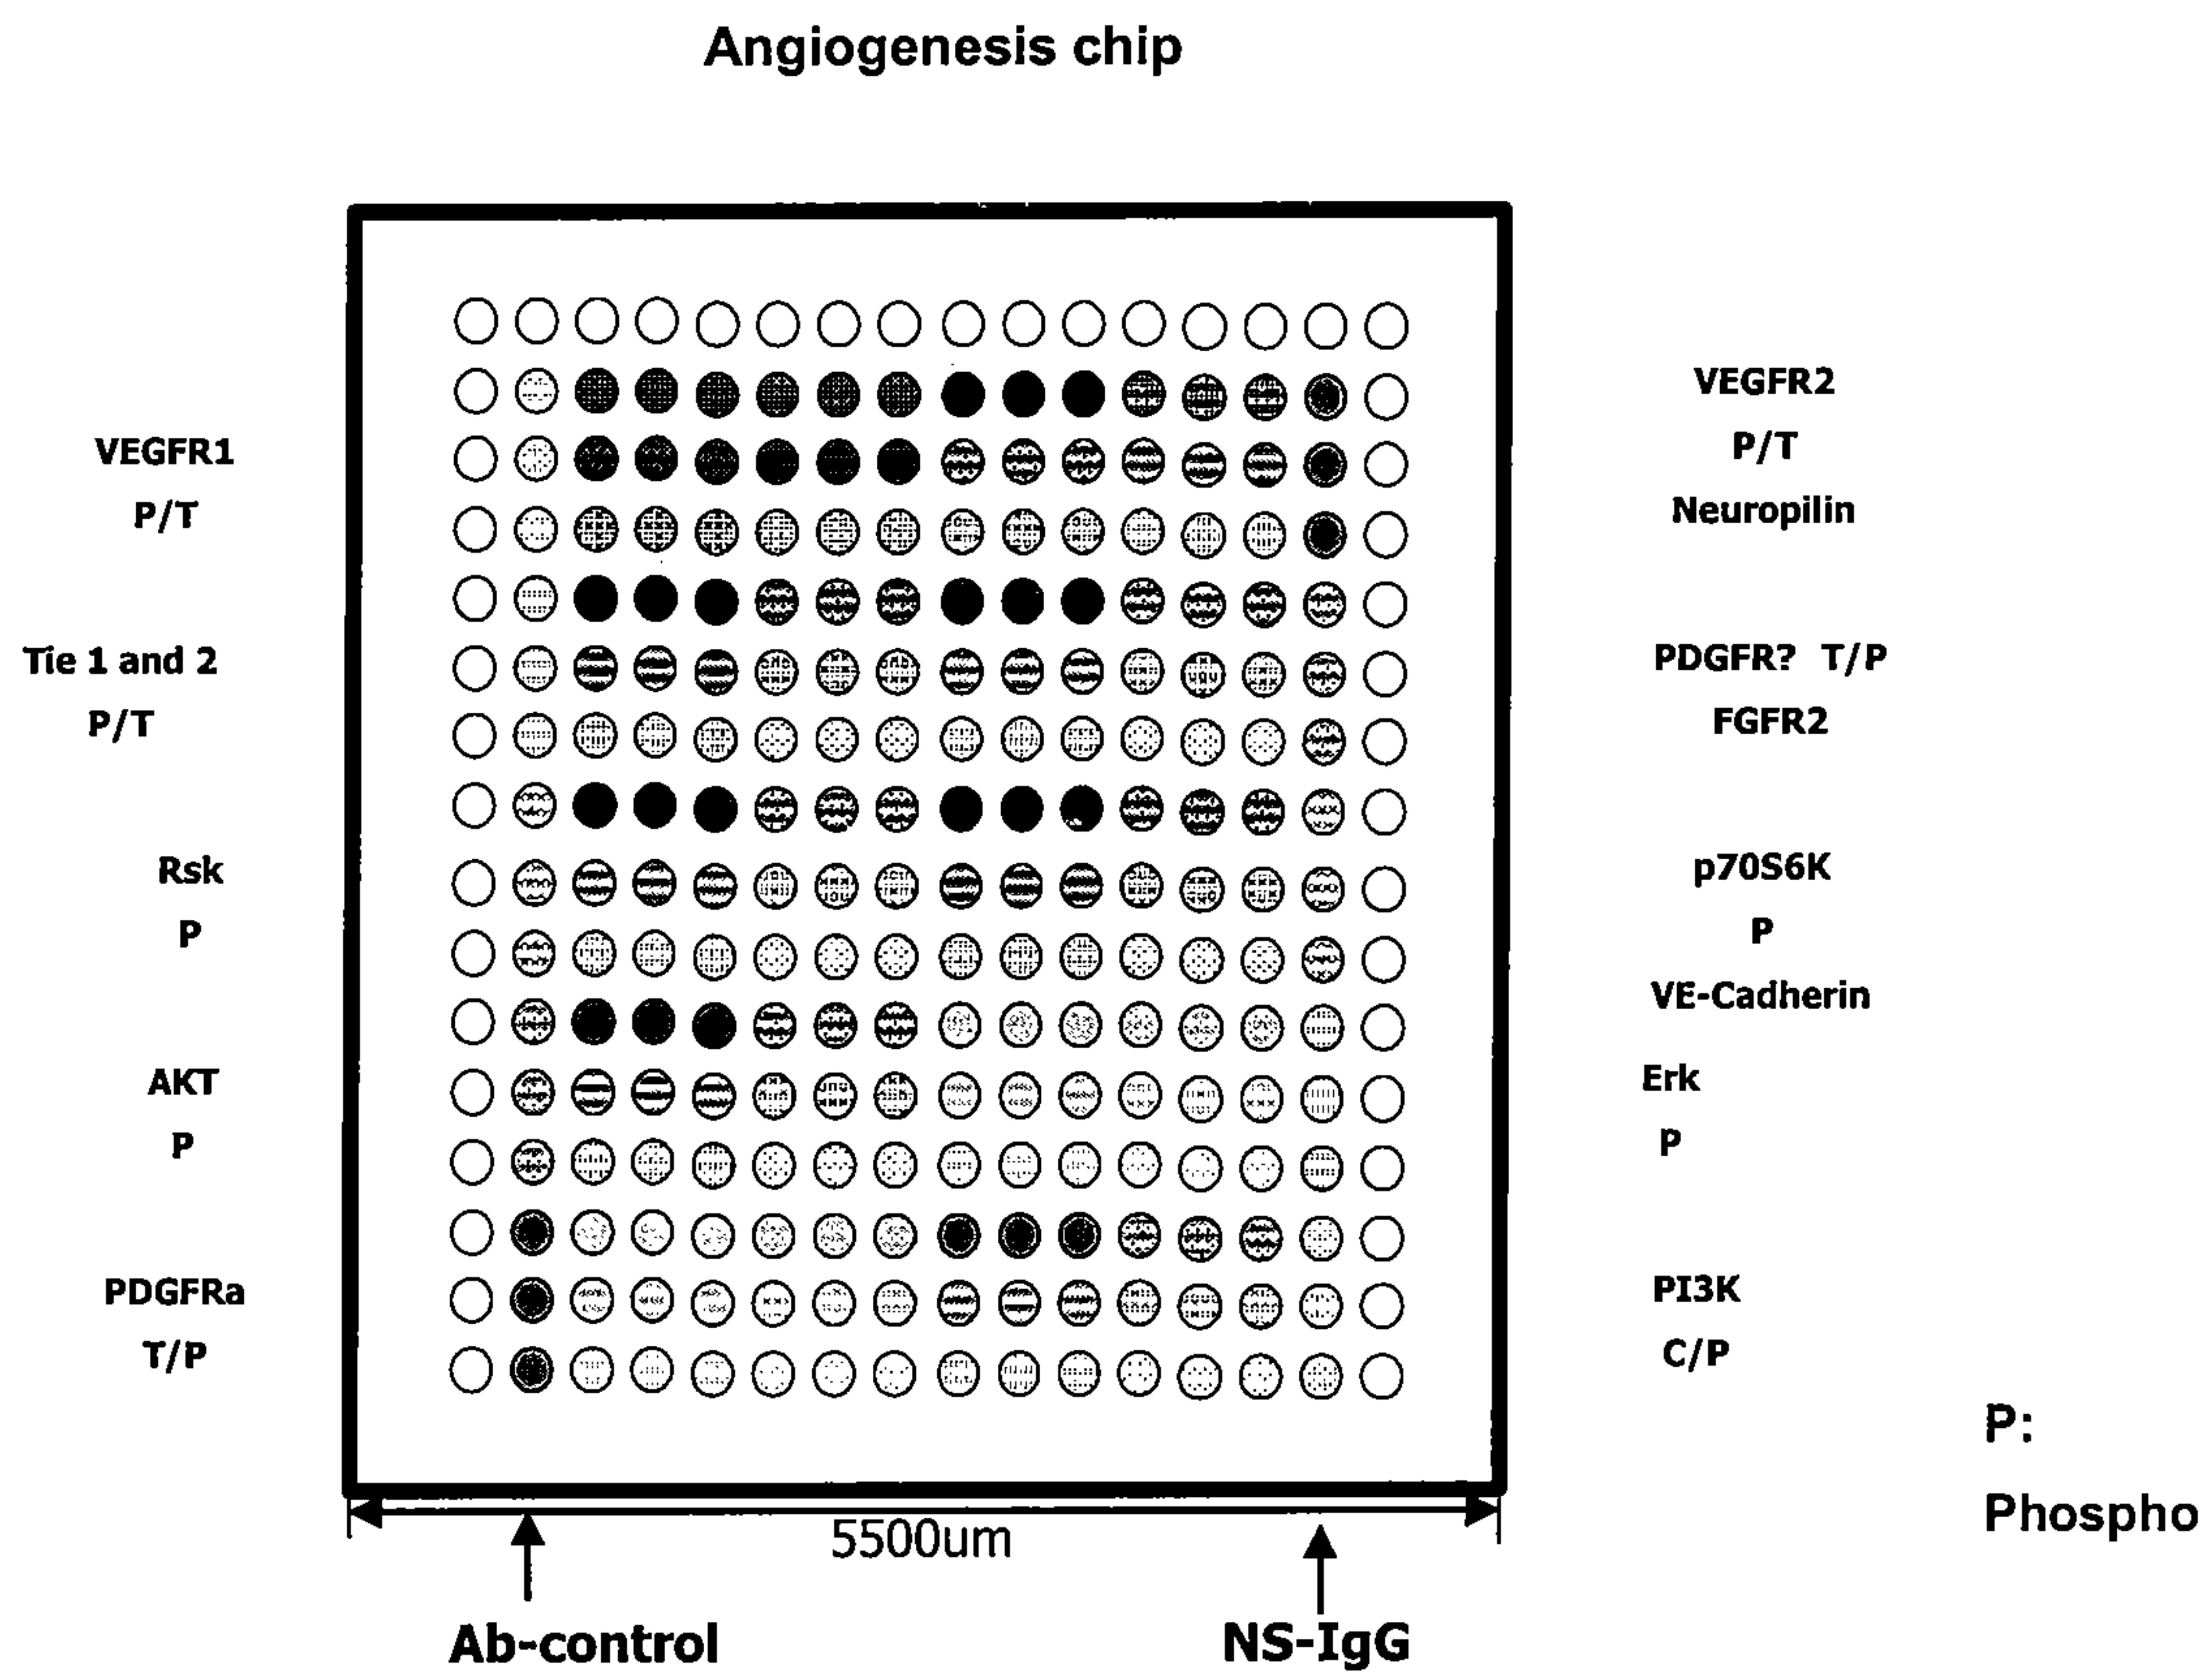 Angiogenesis chip
VEGFR1
P/T
Tie 1 and 2
P/T
Rsk
P
AKT
P
PDGFRa
T/P
VEGFR2
P/T
Neuropilin
PDGFR? T/P
FGFR2
p70S6K
P
VE-Cadherin
Erk
P
PI3K
C/P
P:
Phospho
5500um
Ab-control
NS-IgG